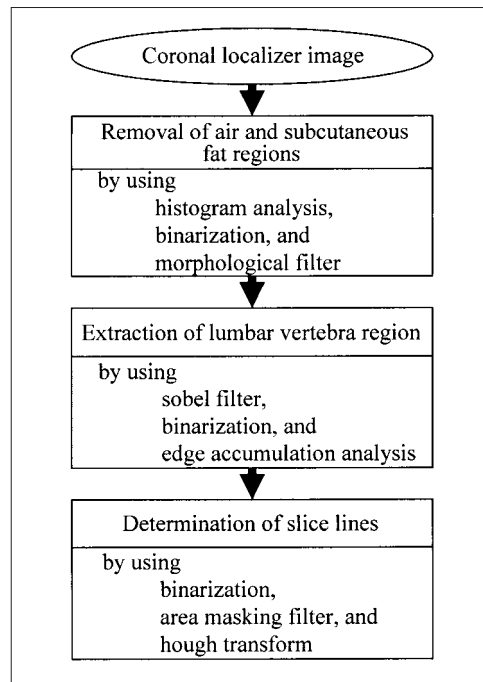 Coronal localizer image
Removal of air and subcutaneous
fat regions
by using
histogram analysis,
binarization, and
morphological filter
Extraction of lumbar vertebra region
by using
sobel filter,
binarization, and
edge accumulation analysis
Determination of slice lines
by using
binarization,
area masking filter, and
hough transform